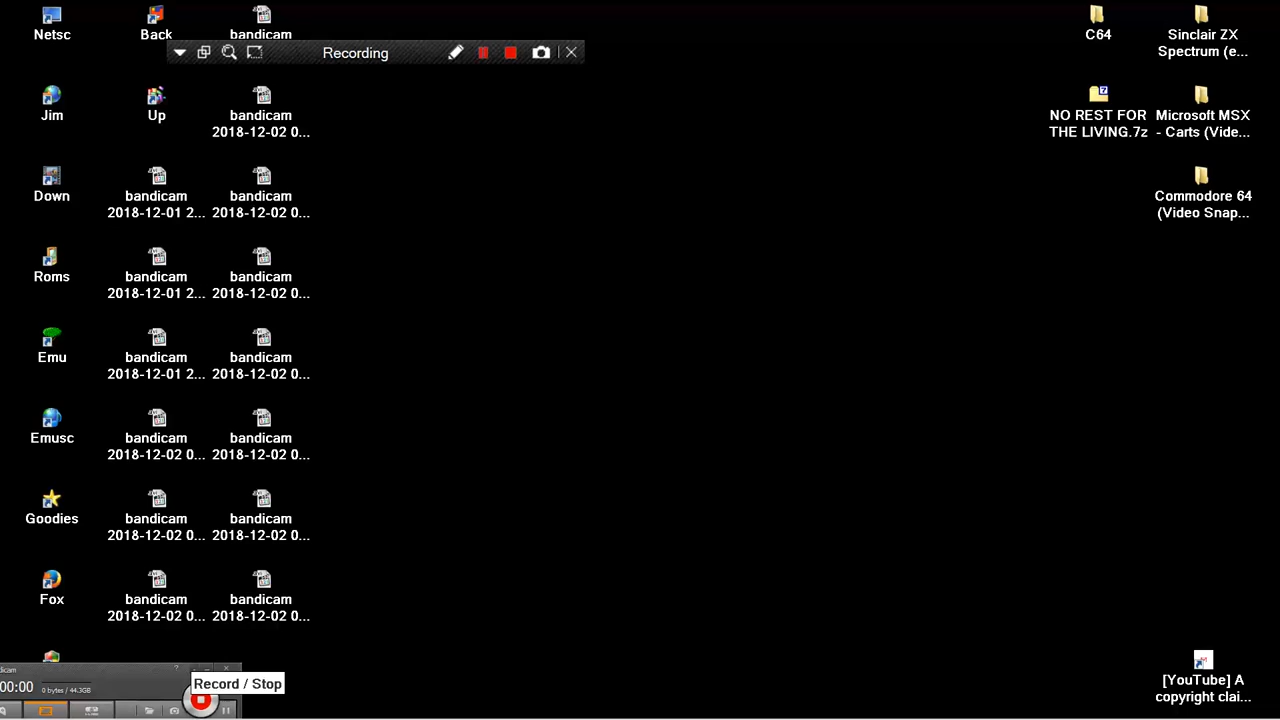 Netsc
Back
bandicam
C64
Sinclair ZX
Spectrum (e...
Recording
Jim
Up
bandicam
2018-12-02 0...
NO REST FOR
THE LIVING.7z
Microsoft MSX
- Carts (Vide...
Down
bandicam
2018-12-01 2...
bandicam
2018-12-02 0...
Commodore 64
(Video Snap...
Roms
bandicam
2018-12-01 2...
bandicam
2018-12-02 0...
Emu
bandicam
2018-12-01 2...
bandicam
2018-12-02 0...
Emusc
bandicam
2018-12-02 0...
bandicam
2018-12-02 0...
Goodies
bandicam
2018-12-02 0...
bandicam
2018-12-02 0...
Fox
bandicam
2018-12-02 0...
bandicam
2018-12-02 0...
dicam
00:00
0 bytes / 44.3GB
Record / Stop
[YouTube] A
copyright clai...